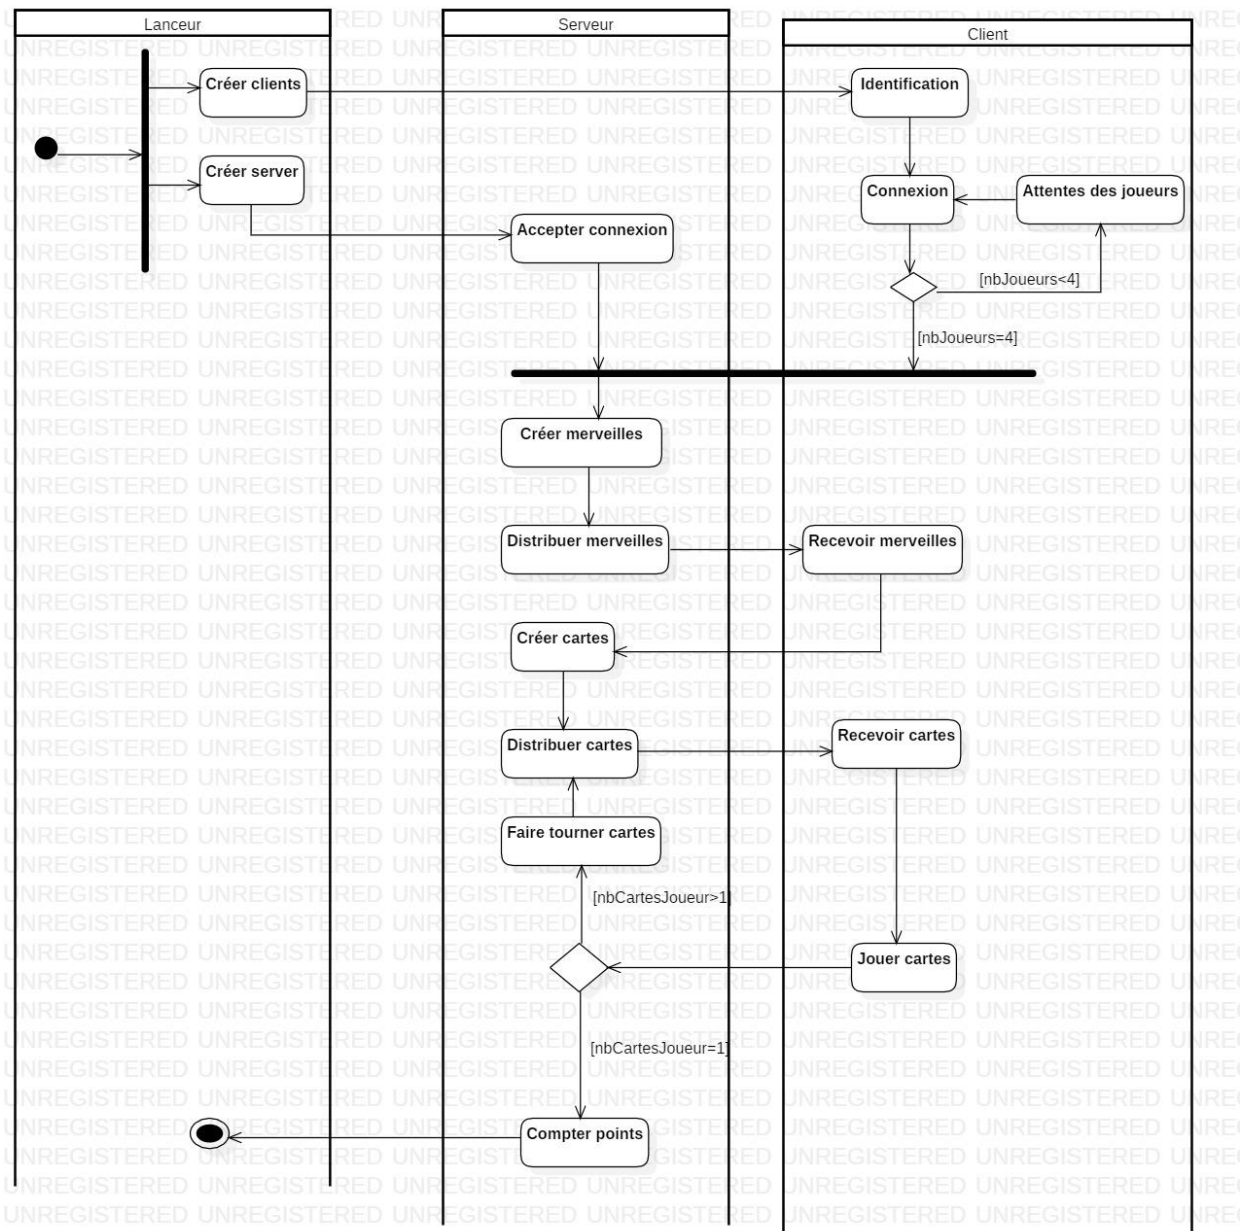 Lanceur
Serveur
Client
Créer clients
Identification
Créer server
Connexion
Attentes des joueurs
Accepter connexion
[nbJoueurs<4]
[nbJoueurs=4]
Créer merveilles
Distribuer merveilles
Recevoir merveilles
Créer cartes
Distribuer cartes
Recevoir cartes
Faire tourner cartes
[nbCartesJoueur>1]
Jouer cartes
[nbCartesJoueur=1]
Compter points
UNREGISTERED